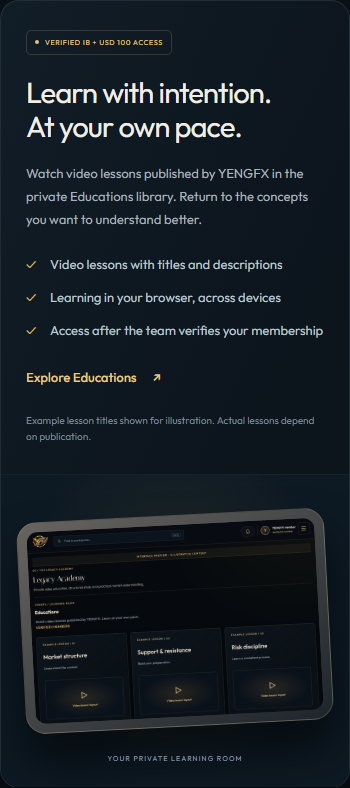 VERIFIED IB + USD 100 ACCESS
Learn with intention.
At your own pace.
Watch video lessons published by YENGFX in the
private Educations library. Return to the concepts
you want to understand better.
Video lessons with titles and descriptions
Learning in your browser, across devices
Access after the team verifies your membership
Explore Educations
Example lesson titles shown for illustration. Actual lessons depend
on publication.
Legacy Academy
Educations
Market structure
Support & resistance
Risk discipline
YOUR PRIVATE LEARNING ROOM